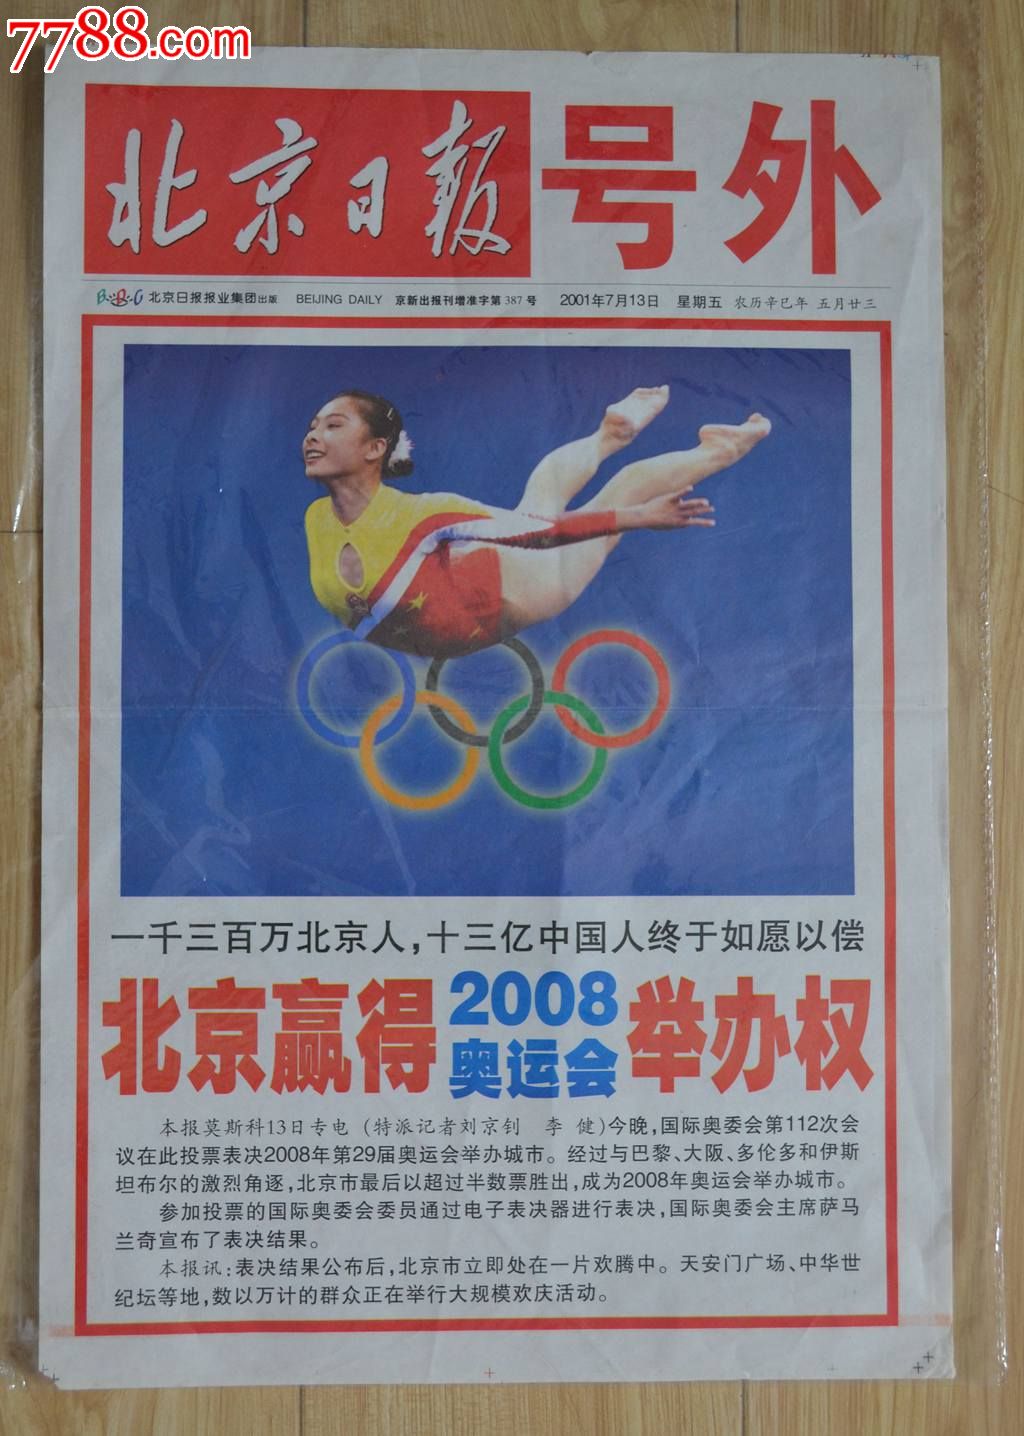 7788.com
北京日报 号外
BRC 北京日报报业集团出版 BEIJING DAILY 京新出报刊增准字第387号 2001年7月13日 星期五 农历辛巳年 五月廿三
一千三百万北京人，十三亿中国人终于如愿以偿
北京赢得2008奥运会举办权
本报莫斯科13日专电（特派记者刘京钊 李 健）今晚，国际奥委会第112次会
议在此投票表决2008年第29届奥运会举办城市。经过与巴黎、大阪、多伦多和伊斯
坦布尔的激烈角逐，北京市最后以超过半数票胜出，成为2008年奥运会举办城市。
参加投票的国际奥委会委员通过电子表决器进行表决，国际奥委会主席萨马
兰奇宣布了表决结果。
本报讯：表决结果公布后，北京市立即处在一片欢腾中。天安门广场、中华世
纪坛等地，数以万计的群众正在举行大规模欢庆活动。